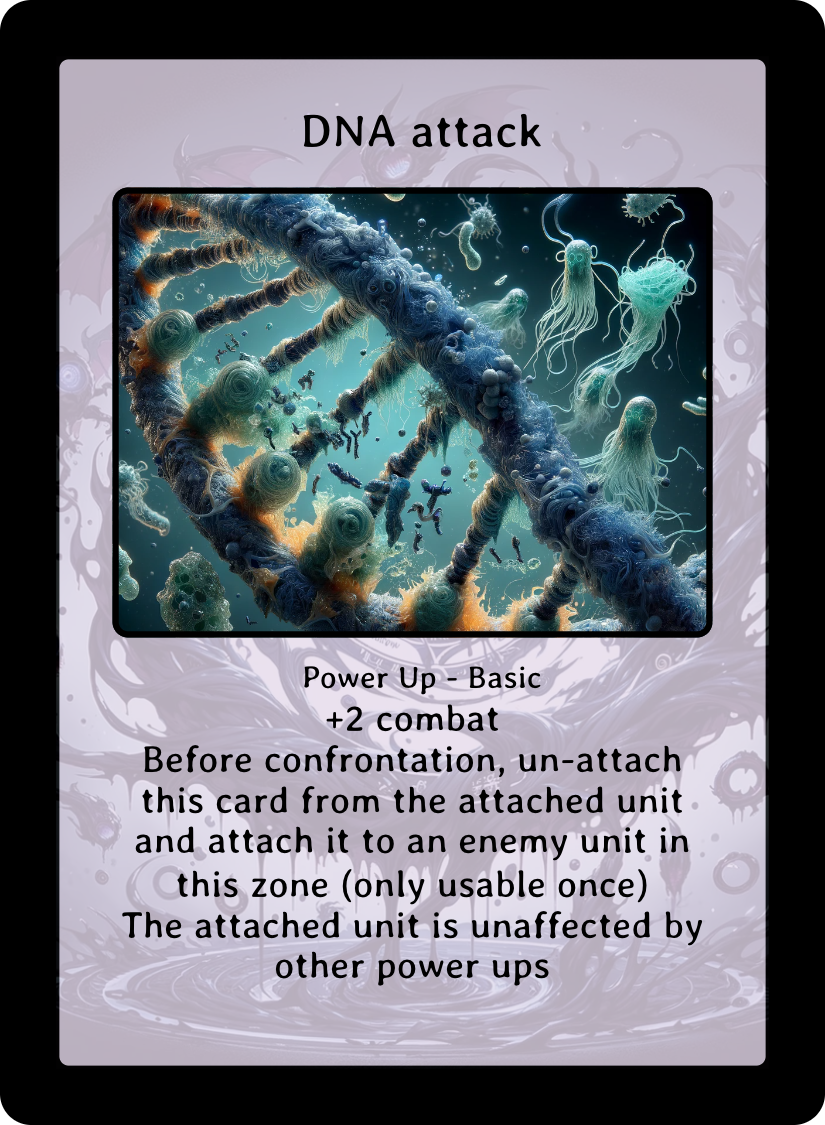 DNA attack
Power Up - Basic
+2 combat
Before confrontation, un-attach
this card from the attached unit
and attach it to an enemy unit in
this zone (only usable once)
The attached unit is unaffected by
other power ups